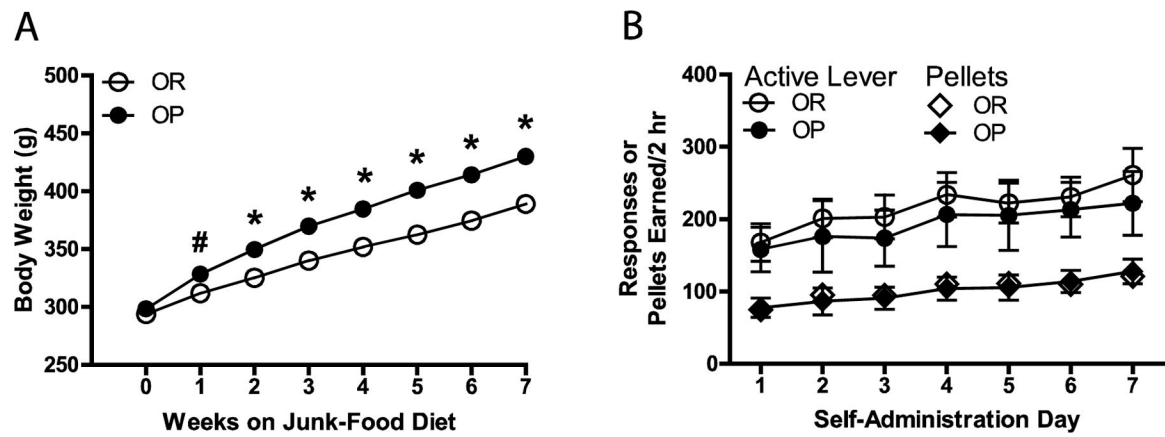 A
OR
OP
Body Weight (g)
500
450
400
350
300
250
#
*
*
*
*
*
*
0 1 2 3 4 5 6 7
Weeks on Junk-Food Diet
B
Active Lever
OR
OP
Pellets
OR
OP
Responses or
Pellets Earned/2 hr
400
300
200
100
0
1 2 3 4 5 6 7
Self-Administration Day